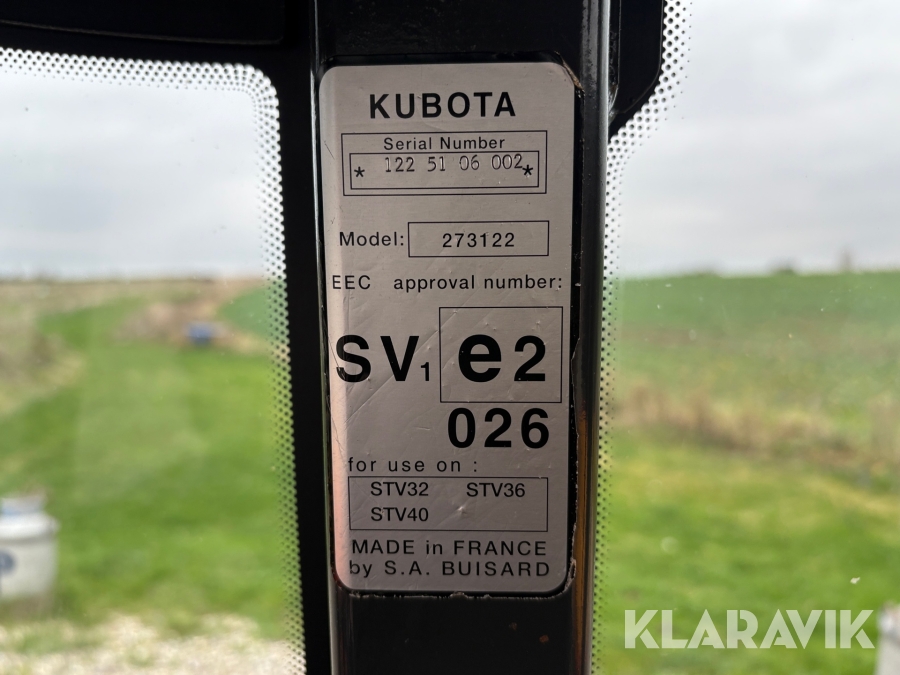 KUBOTA
Serial Number
* 122 51 06 002 *
Model: 273122
EEC approval number:
SV1 e2
026
for use on :
STV32 STV36
STV40
MADE in FRANCE
by S.A. BUISARD
KLARAVIK